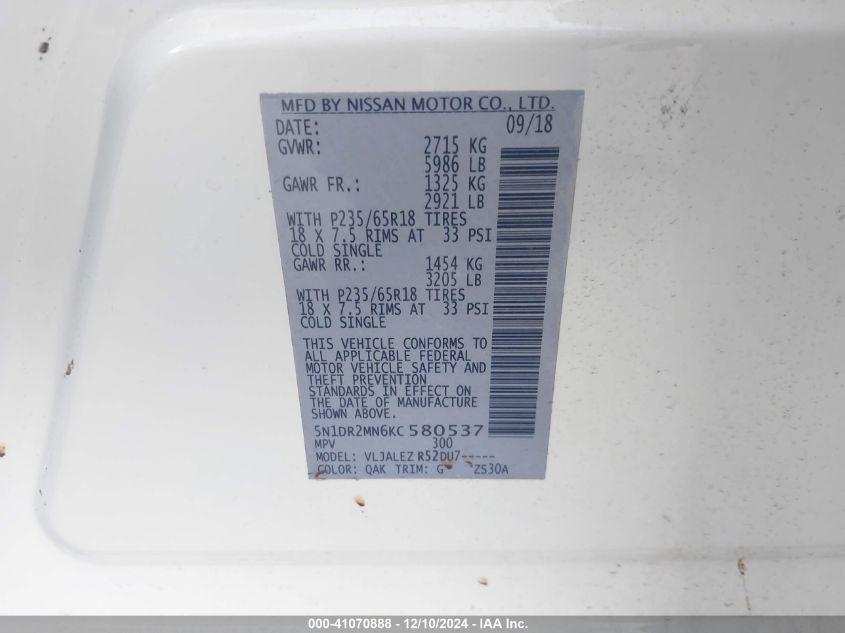 MFD BY NISSAN MOTOR CO., LTD.
DATE: 09/18
GVWR: 2715 KG
5986 LB
GAWR FR.: 1325 KG
2921 LB
WITH P235/65R18 TIRES
18 X 7.5 RIMS AT 33 PSI
COLD SINGLE
GAWR RR.: 1454 KG
3205 LB
WITH P235/65R18 TIRES
18 X 7.5 RIMS AT 33 PSI
COLD SINGLE
THIS VEHICLE CONFORMS TO
ALL APPLICABLE FEDERAL
MOTOR VEHICLE SAFETY AND
THEFT PREVENTION
STANDARDS IN EFFECT ON
THE DATE OF MANUFACTURE
SHOWN ABOVE.
5N1DR2MN6KC580537
MPV 300
MODEL: VLJALEZ R52DU7-----
COLOR: QAK TRIM: G ZS30A
000-41070888 - 12/10/2024 - IAA Inc.